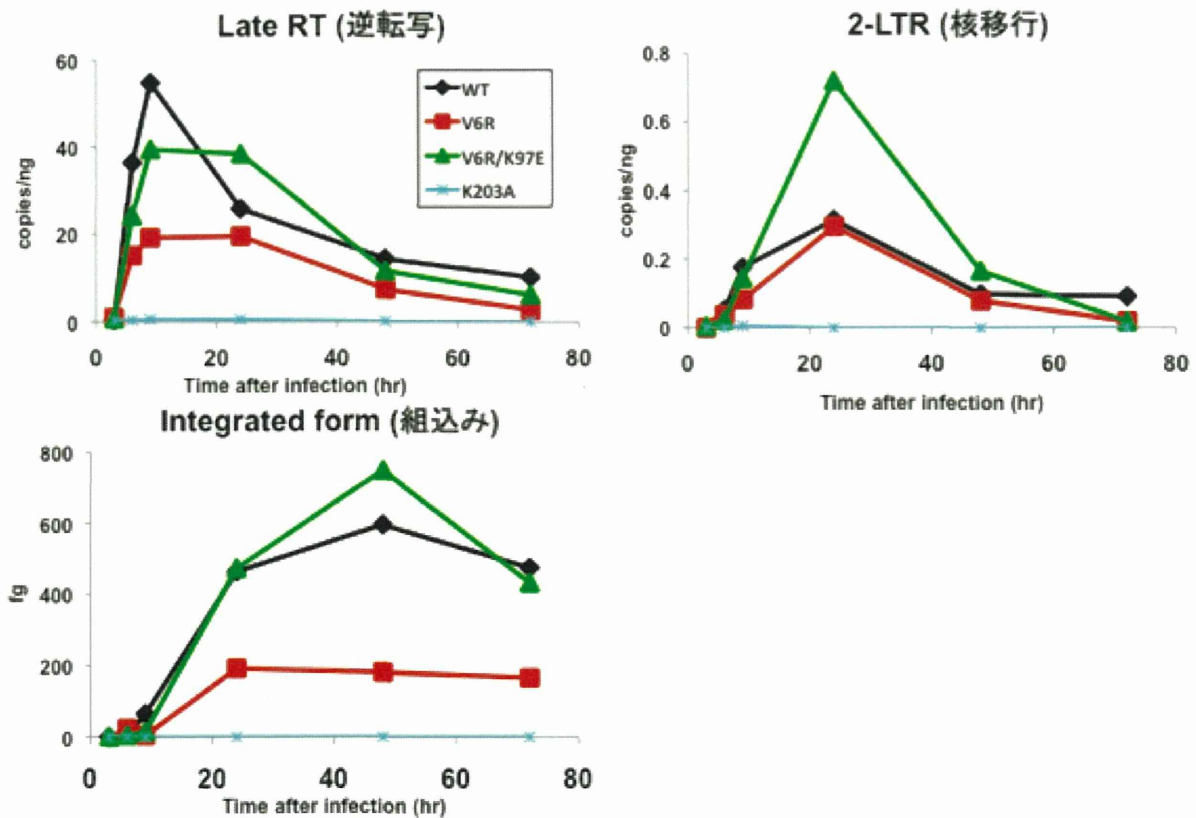 Late RT (逆転写)
60
40
20
0
copies/ng
WT
V6R
V6R/K97E
K203A
0 20 40 60 80
Time after infection (hr)
2-LTR (核移行)
0.8
0.6
0.4
0.2
0
copies/ng
0 20 40 60 80
Time after infection (hr)
Integrated form (組込み)
800
600
400
200
0
fg
0 20 40 60 80
Time after infection (hr)